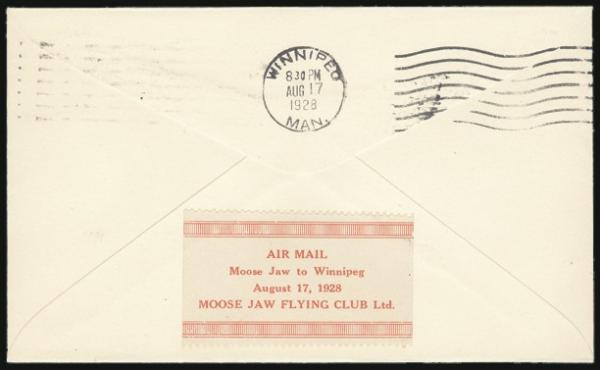 WINNIPEG
8 30 PM
AUG 17
1928
MAN.
AIR MAIL
Moose Jaw to Winnipeg
August 17, 1928
MOOSE JAW FLYING CLUB Ltd.